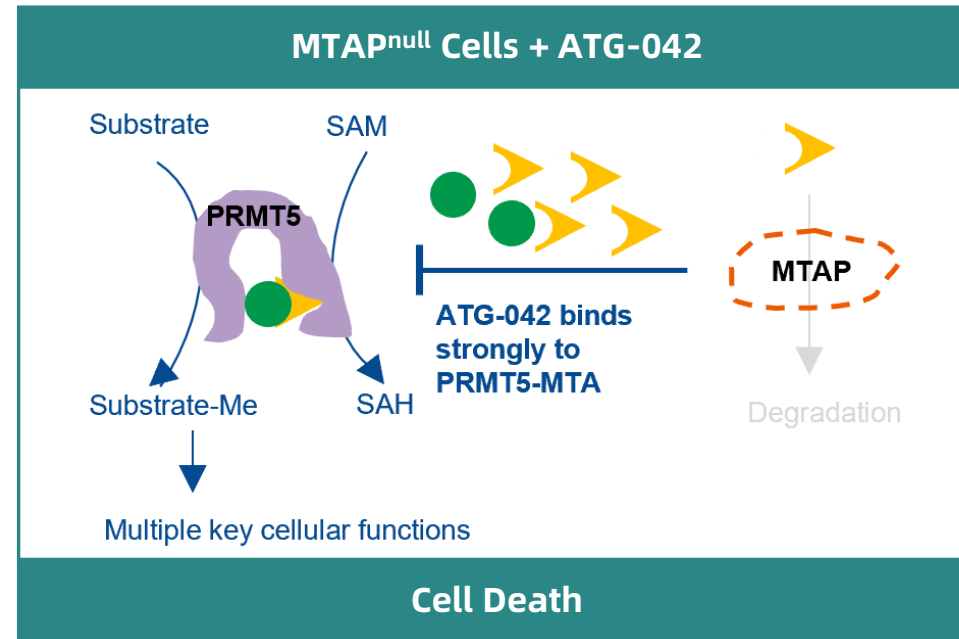 MTAPnull Cells + ATG-042
Substrate
SAM
PRMT5
MTAP
ATG-042 binds
strongly to
PRMT5-MTA
Substrate-Me
SAH
Degradation
Multiple key cellular functions
Cell Death